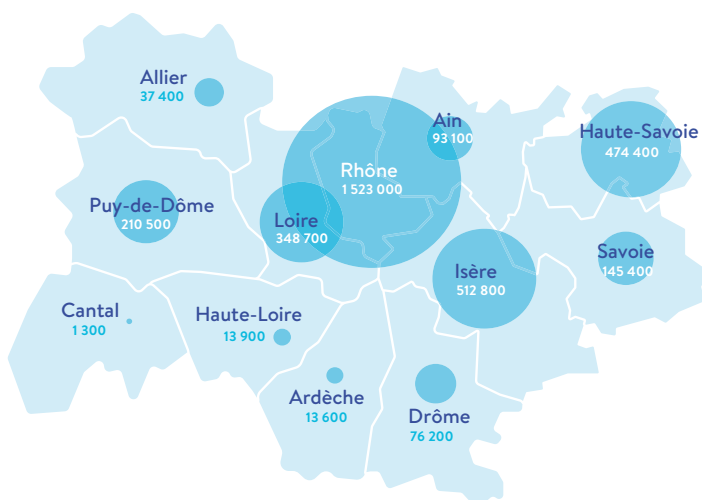 Allier
37 400
Ain
93 100
Haute-Savoie
474 400
Rhône
1 523 000
Puy-de-Dôme
210 500
Loire
348 700
Savoie
145 400
Isère
512 800
Cantal
1 300
Haute-Loire
13 900
Ardèche
13 600
Drôme
76 200